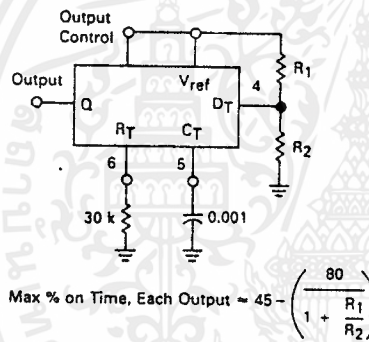 Output
Control
Output
Vref
4
R1
Q
DT
RT
CT
R2
6
5
30 k
0.001
Max % on Time, Each Output ≈ 45 - ( 80
1 + R1
R2 )